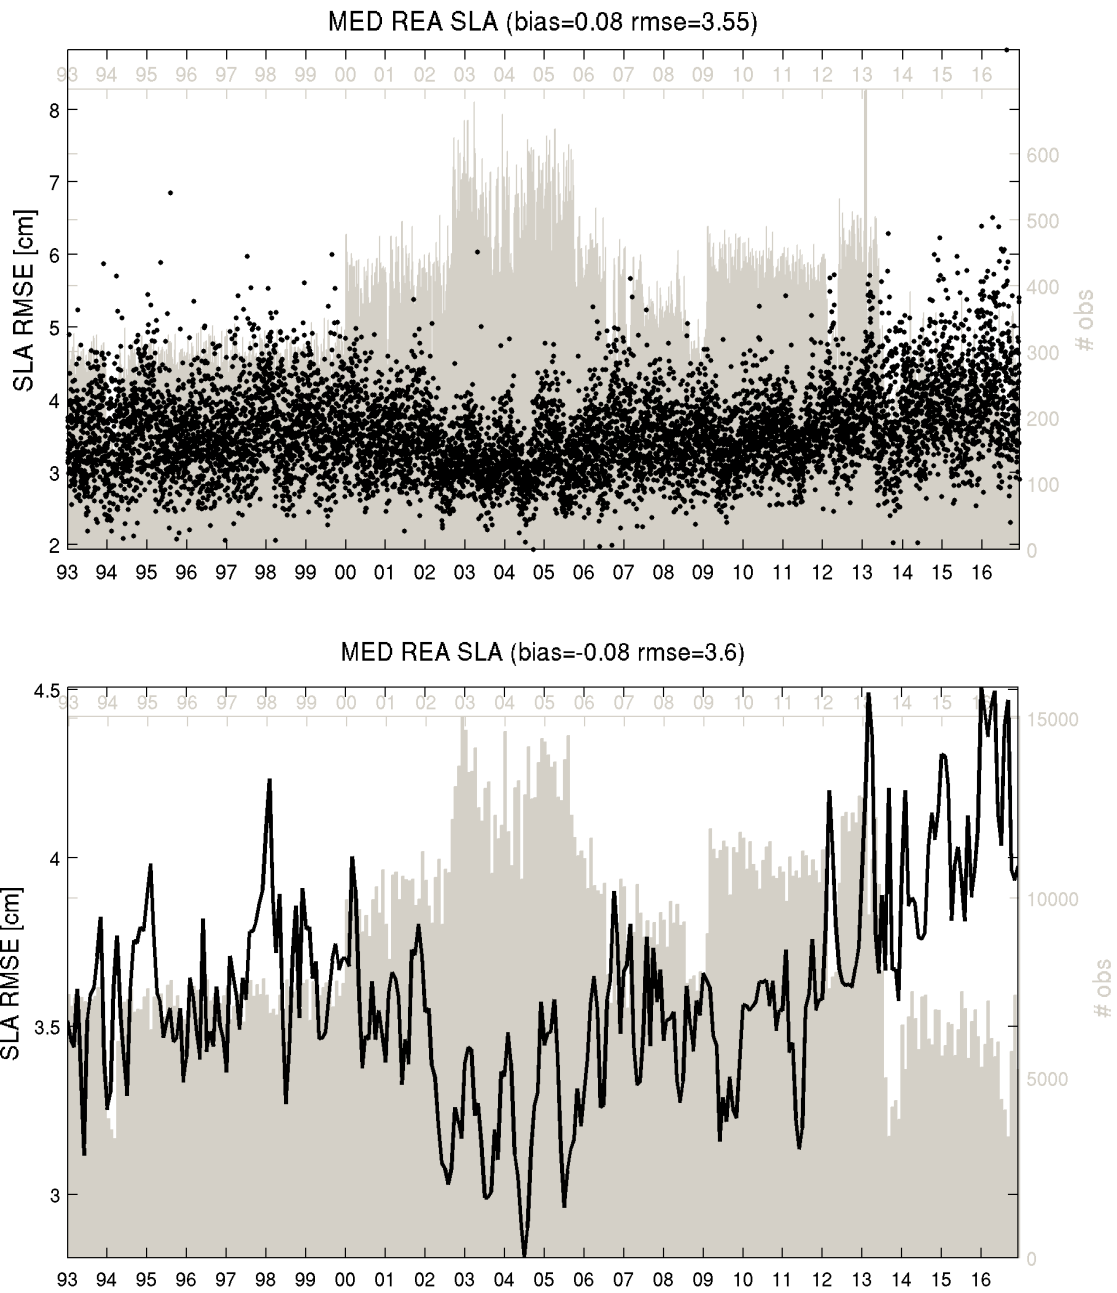 MED REA SLA (bias=0.08 rmse=3.55)
93 94 95 96 97 98 99 00 01 02 03 04 05 06 07 08 09 10 11 12 13 14 15 16
8
7
6
5
4
3
2
SLA RMSE [cm]
600
500
400
300
200
100
0
# obs
93 94 95 96 97 98 99 00 01 02 03 04 05 06 07 08 09 10 11 12 13 14 15 16
MED REA SLA (bias=-0.08 rmse=3.6)
93 94 95 96 97 98 99 00 01 02 03 04 05 06 07 08 09 10 11 12 13 14 15 16
4.5
4
3.5
3
SLA RMSE [cm]
15000
10000
5000
0
# obs
93 94 95 96 97 98 99 00 01 02 03 04 05 06 07 08 09 10 11 12 13 14 15 16